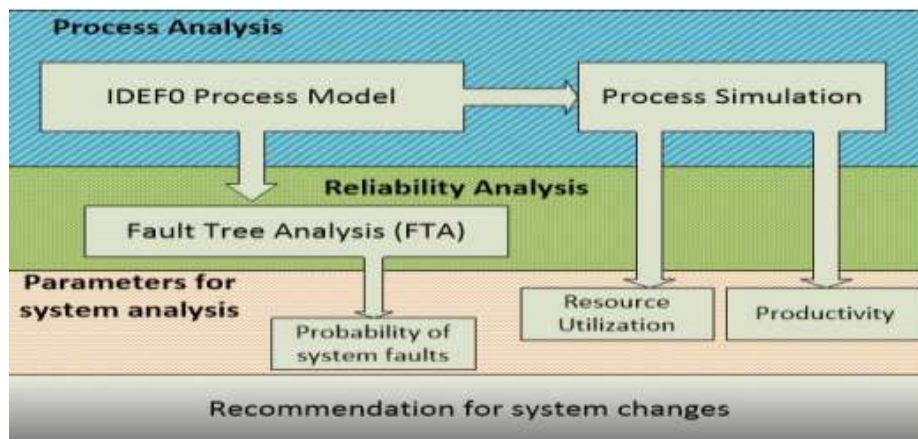 Process Analysis
IDEF0 Process Model
Process Simulation
Reliability Analysis
Fault Tree Analysis (FTA)
Parameters for
system analysis
Resource
Utilization
Productivity
Probability of
system faults
Recommendation for system changes